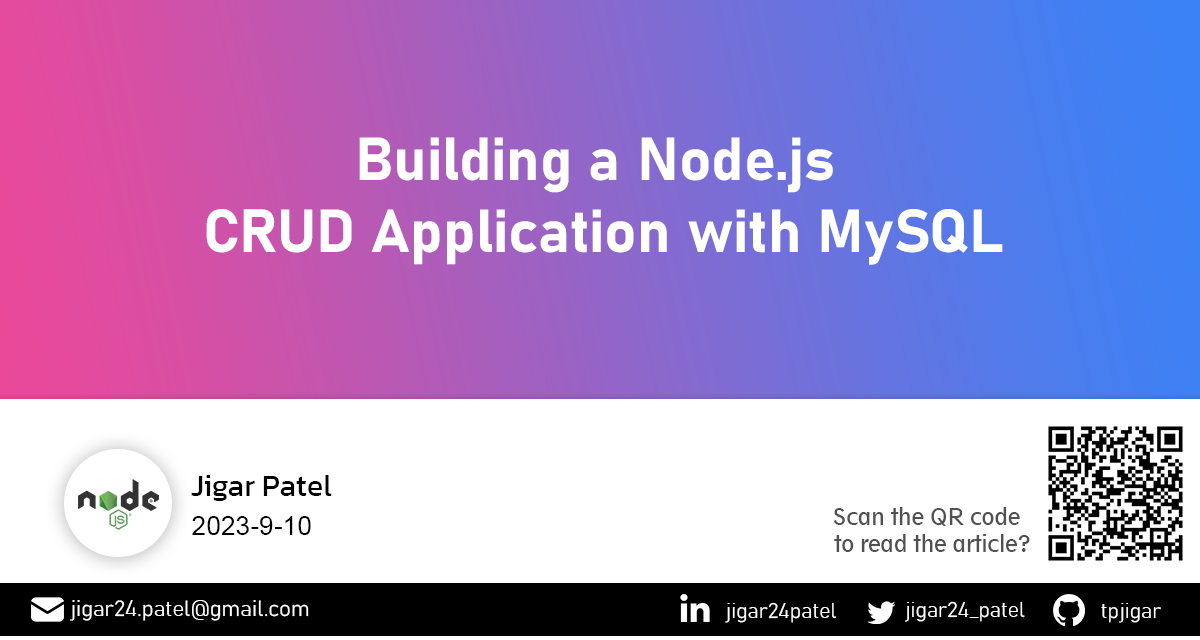 Building a Node.js
CRUD Application with MySQL
node
JS
Jigar Patel
2023-9-10
Scan the QR code
to read the article?
jigar24.patel@gmail.com
in
jigar24patel
jigar24_patel
tpjigar